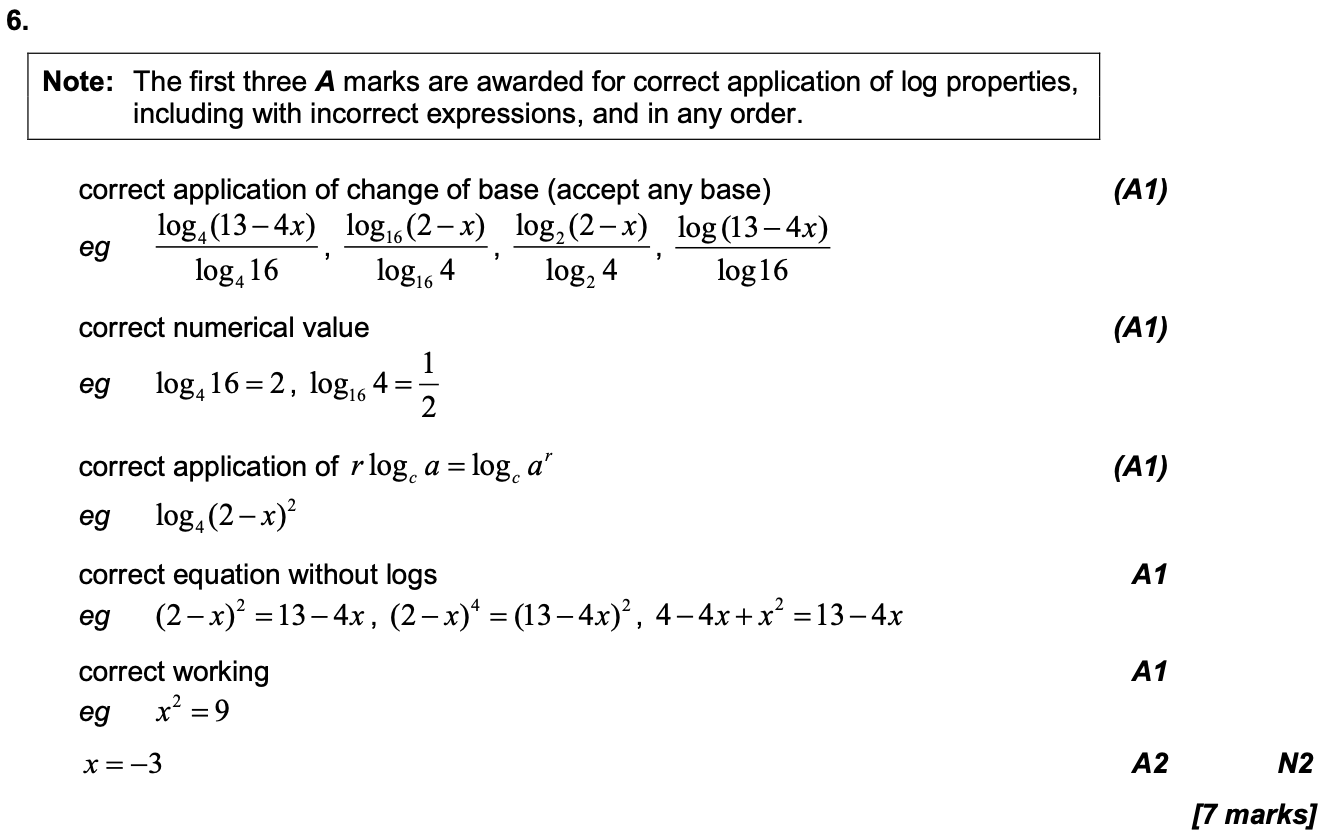 6.
Note: The first three A marks are awarded for correct application of log properties,
including with incorrect expressions, and in any order.
correct application of change of base (accept any base) (A1)
eg \frac{\log_4(13-4x)}{\log_4 16}, \frac{\log_{16}(2-x)}{\log_{16} 4}, \frac{\log_2(2-x)}{\log_2 4}, \frac{\log(13-4x)}{\log 16}
correct numerical value (A1)
eg \log_4 16 = 2, \log_{16} 4 = \frac{1}{2}
correct application of r \log_c a = \log_c a^r (A1)
eg \log_4 (2-x)^2
correct equation without logs A1
eg (2-x)^2 = 13-4x, (2-x)^4 = (13-4x)^2, 4-4x+x^2 = 13-4x
correct working A1
eg x^2 = 9
x = -3 A2 N2
[7 marks]